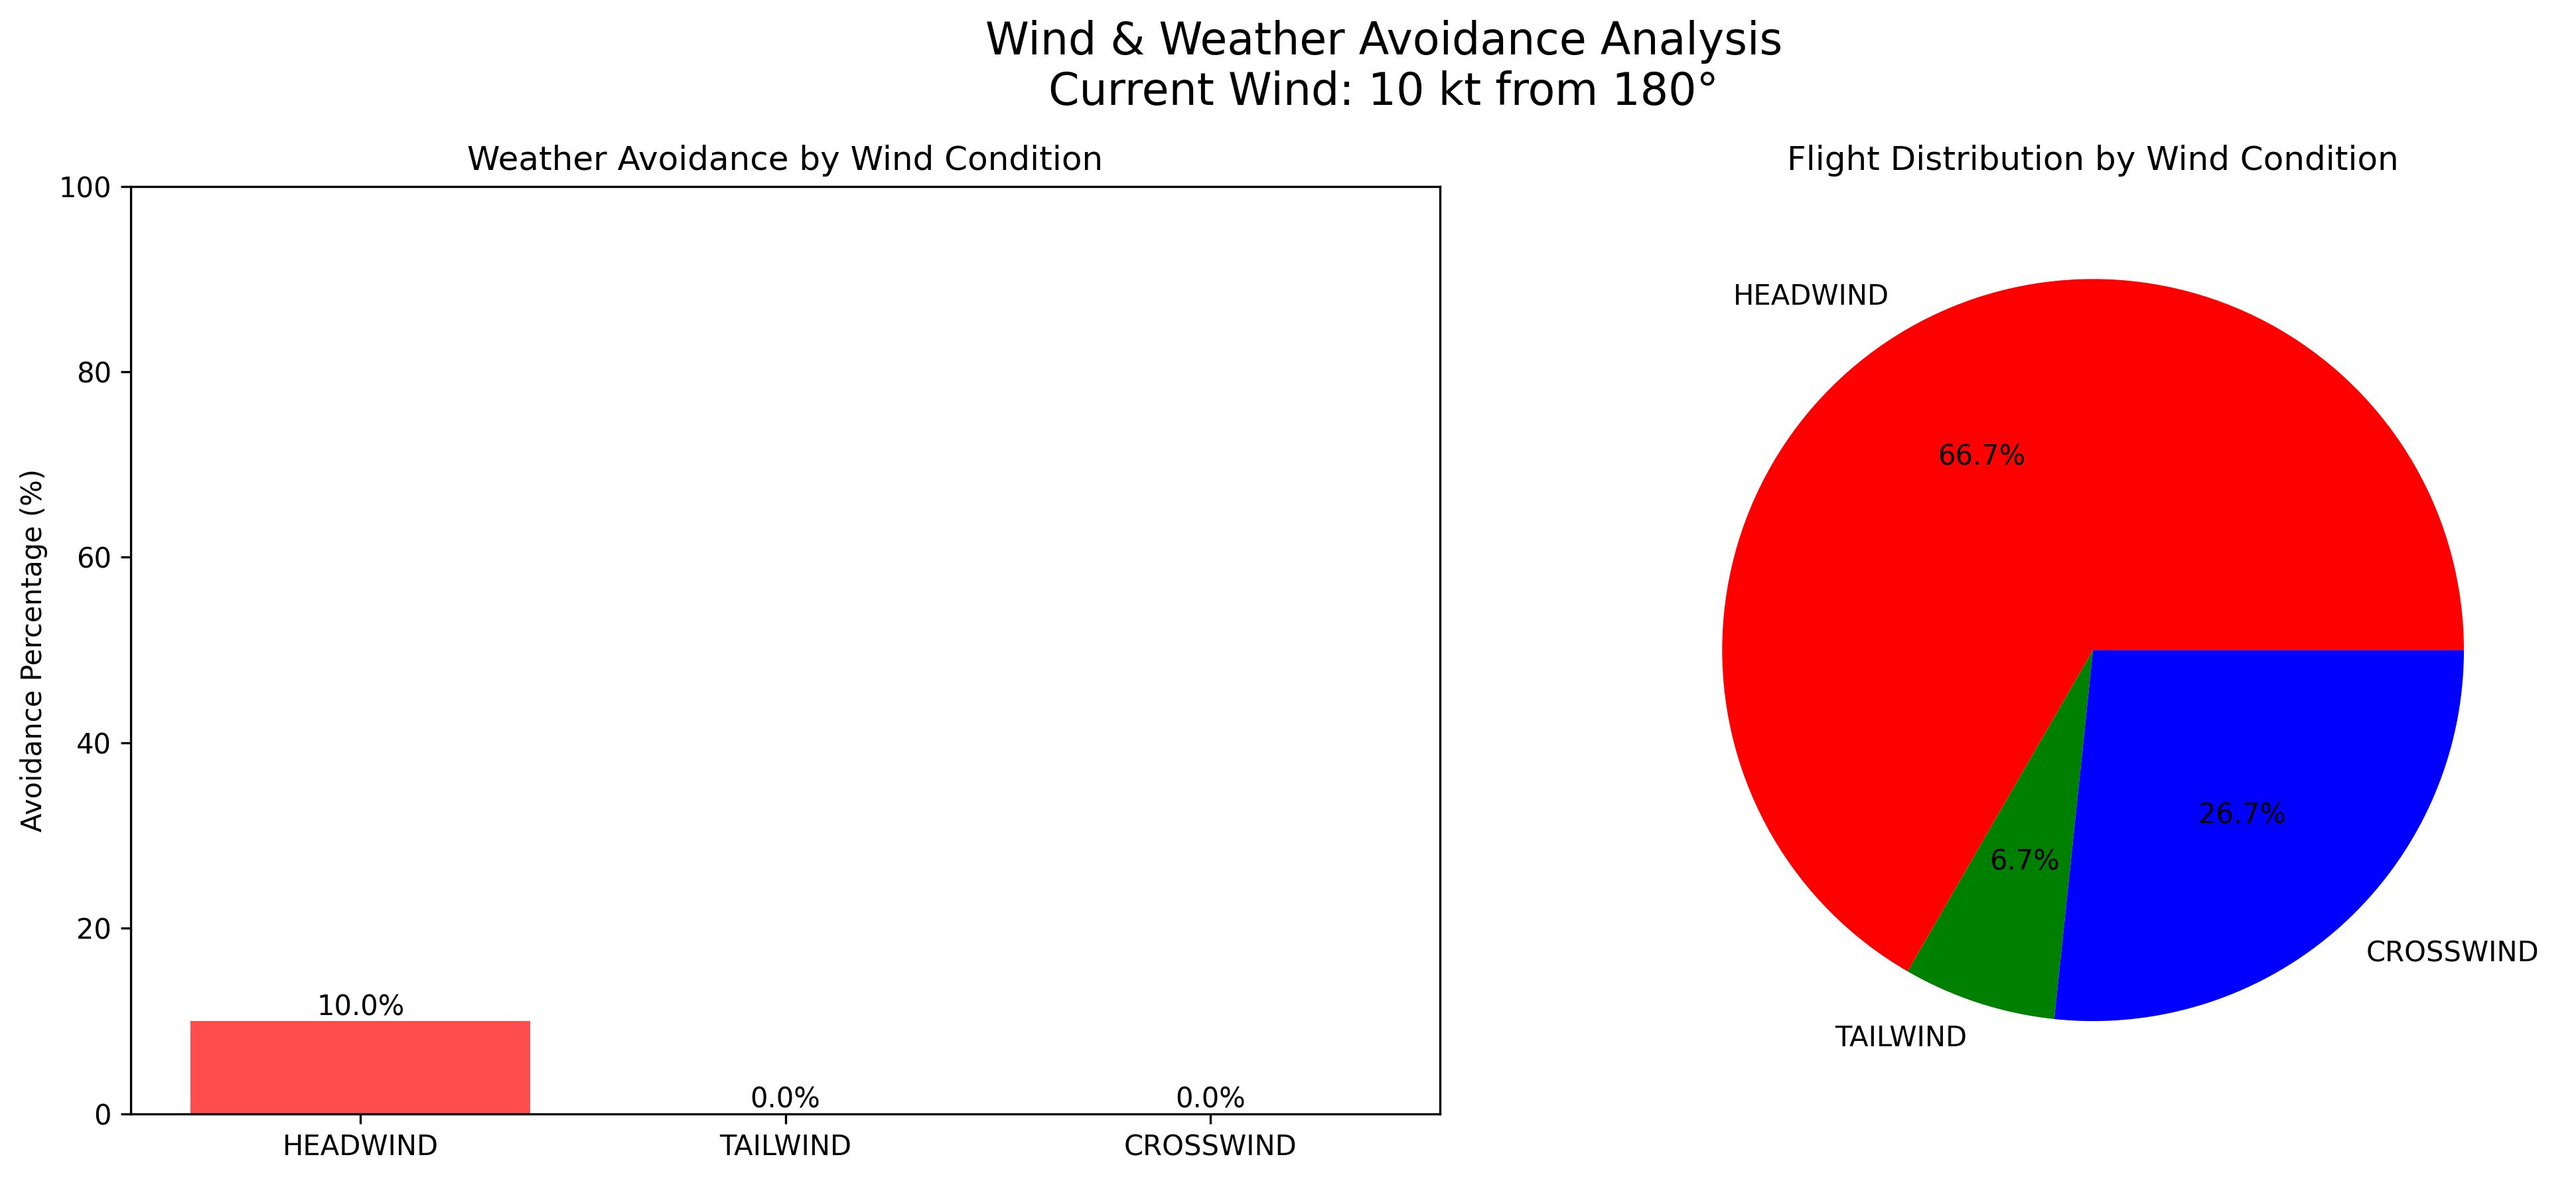 Wind & Weather Avoidance Analysis
Current Wind: 10 kt from 180°
Weather Avoidance by Wind Condition
100
80
60
40
20
0
Avoidance Percentage (%)
10.0%
0.0%
0.0%
HEADWIND
TAILWIND
CROSSWIND
Flight Distribution by Wind Condition
HEADWIND
66.7%
26.7%
6.7%
CROSSWIND
TAILWIND